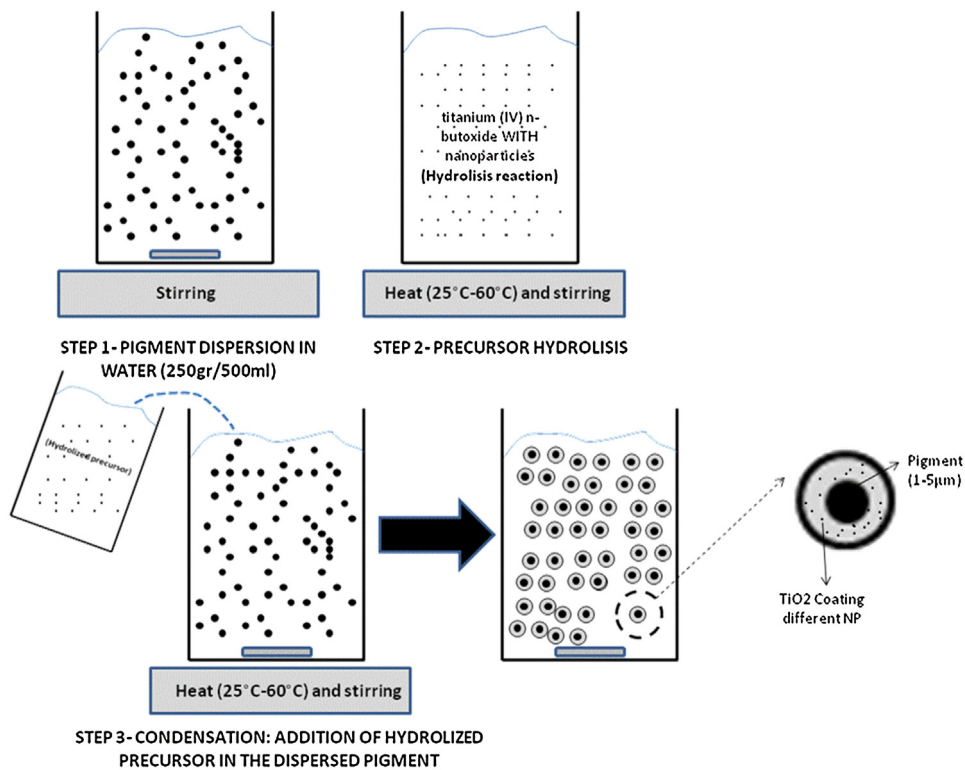 titanium (IV) n-
butoxide WITH
nanoparticles
(Hydrolisis reaction)
Stirring
Heat (25°C-60°C) and stirring
STEP 1- PIGMENT DISPERSION IN
WATER (250gr/500ml)
STEP 2- PRECURSOR HYDROLISIS
(Hydrolized precursor)
Pigment
(1-5µm)
TiO2 Coating
different NP
Heat (25°C-60°C) and stirring
STEP 3- CONDENSATION: ADDITION OF HYDROLIZED
PRECURSOR IN THE DISPERSED PIGMENT